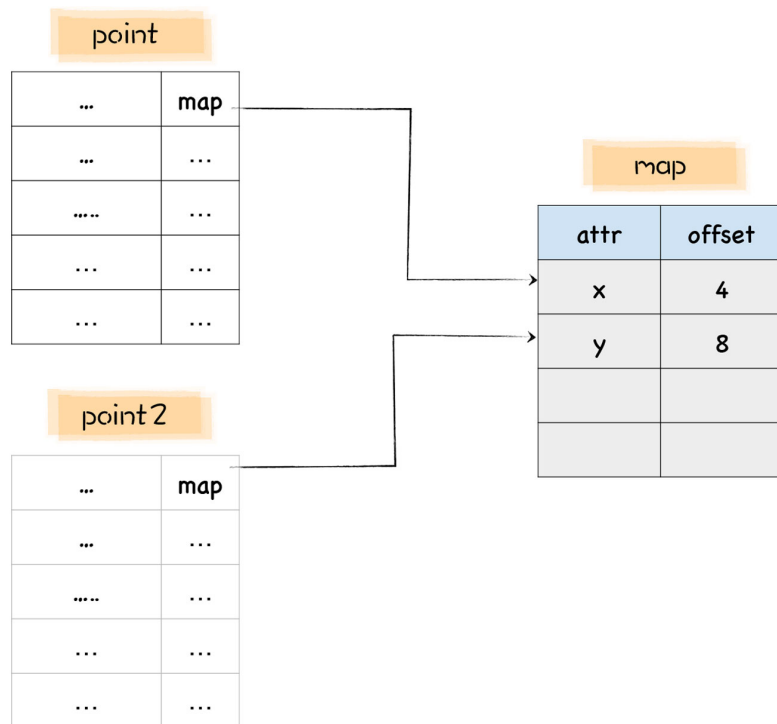 point
... map
... ...
..... ...
... ...
... ...
map
attr offset
x 4
y 8
point2
... map
... ...
..... ...
... ...
... ...